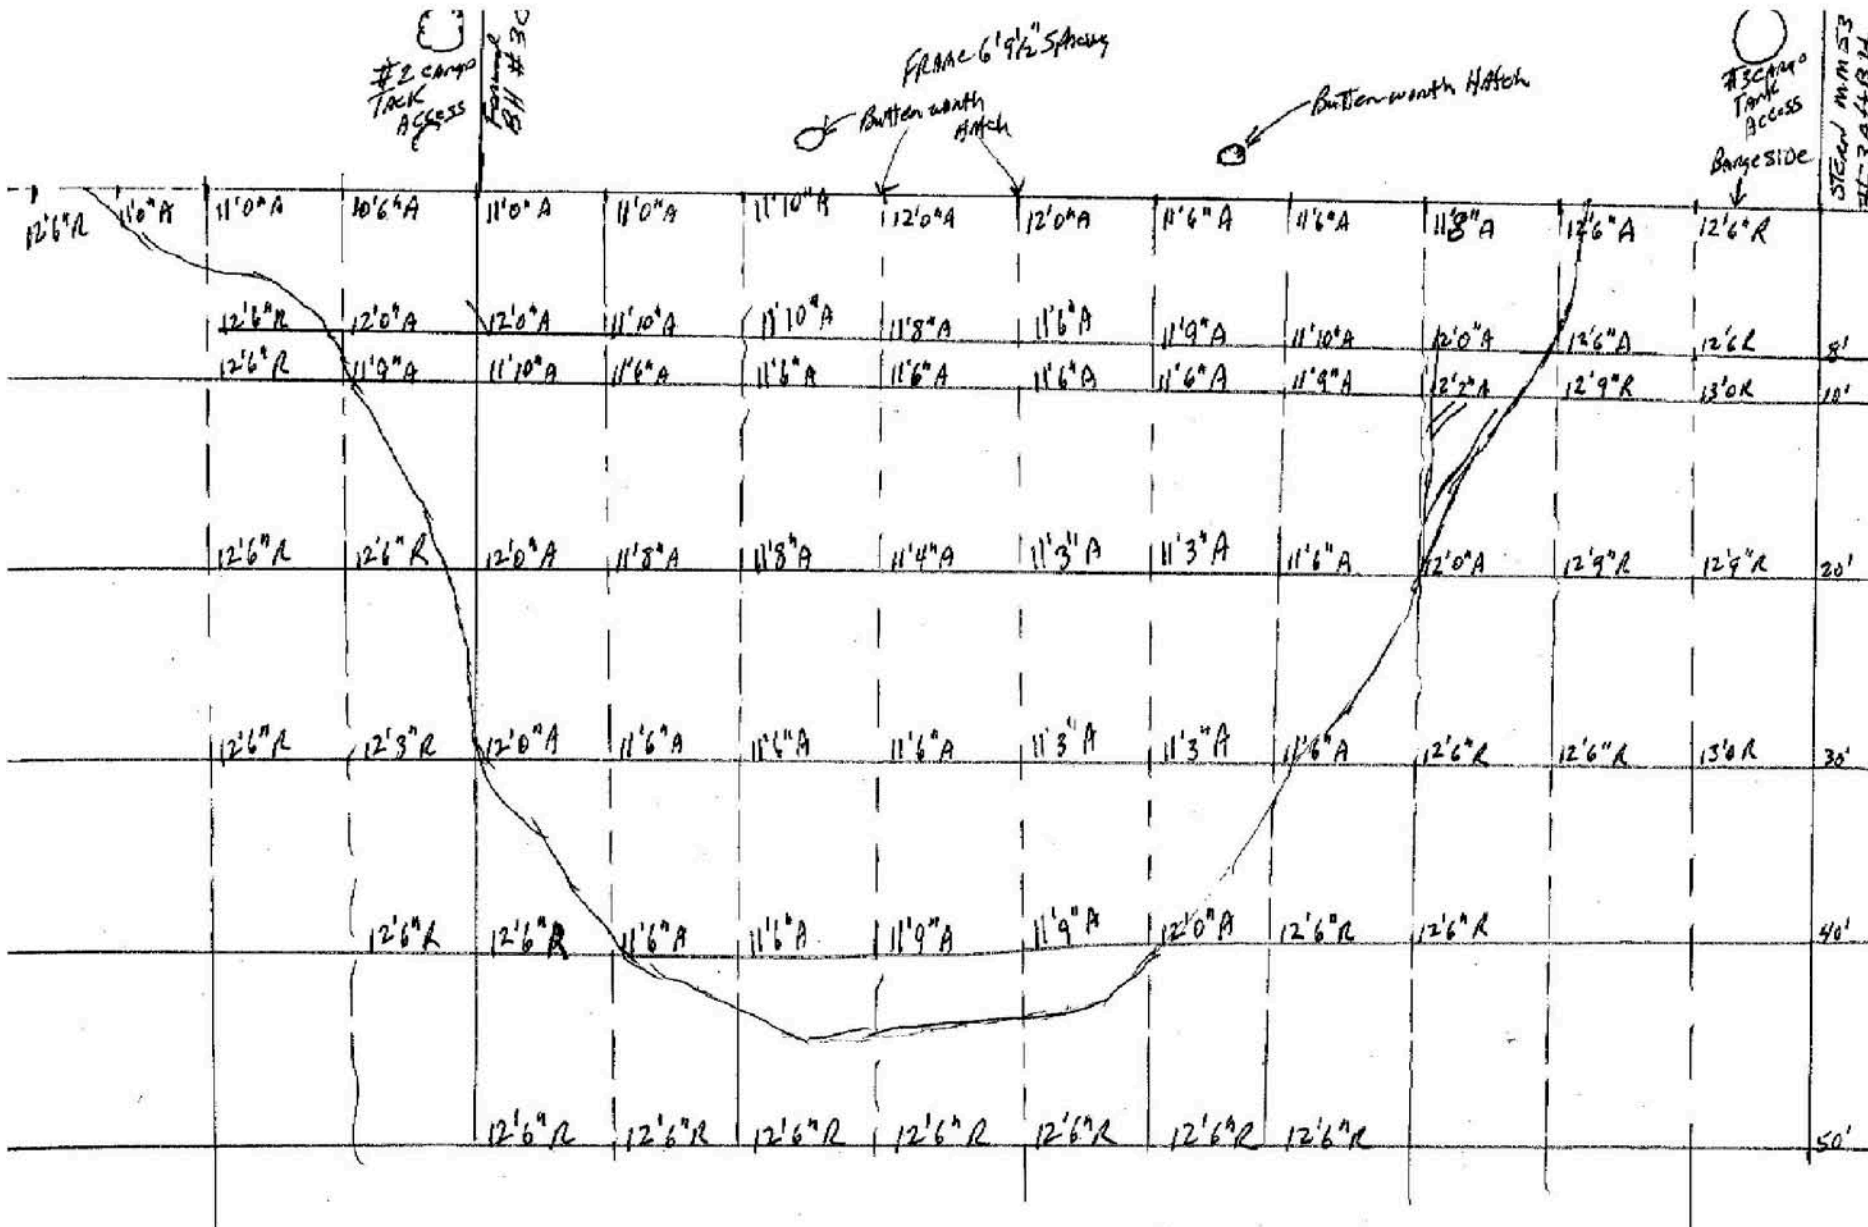 #2 cargo
TACK
ACCESS
Forward
BH #30
FRAME 6'9½" Spacing
Butterworth
Hatch
Butterworth Hatch
#3 CARGO
Tank
Access
Barge SIDE
STERN MM 53
12'6"R 11'0"A 11'0"A 10'6"A 11'0"A 11'0"A 11'10"A 12'0"A 12'0"A 11'6"A 11'6"A 11'8"A 12'6"A 12'6"R
12'6"R 12'0"A 12'0"A 11'10"A 11'10"A 11'8"A 11'6"A 11'9"A 11'10"A 12'0"A 12'6"A 12'6R 8'
12'6"R 11'9"A 11'10"A 11'6"A 11'6"A 11'6"A 11'6"A 11'6"A 11'9"A 12'2"A 12'9"R 13'0R 10'
12'6"R 12'6"R 12'0"A 11'8"A 11'8"A 11'4"A 11'3"A 11'3"A 11'6"A 12'0"A 12'9"R 12'9"R 20'
12'6"R 12'3"R 12'0"A 11'6"A 11'6"A 11'6"A 11'3"A 11'3"A 11'6"A 12'6"R 12'6"R 13'0R 30'
12'6"R 12'6"R 11'6"A 11'6"A 11'9"A 11'9"A 12'0"A 12'6"R 12'6"R 40'
12'6"R 12'6"R 12'6"R 12'6"R 12'6"R 12'6"R 12'6"R 50'